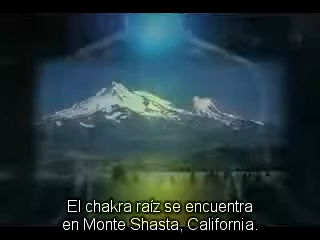 El chakra raíz se encuentra
en Monte Shasta, California.